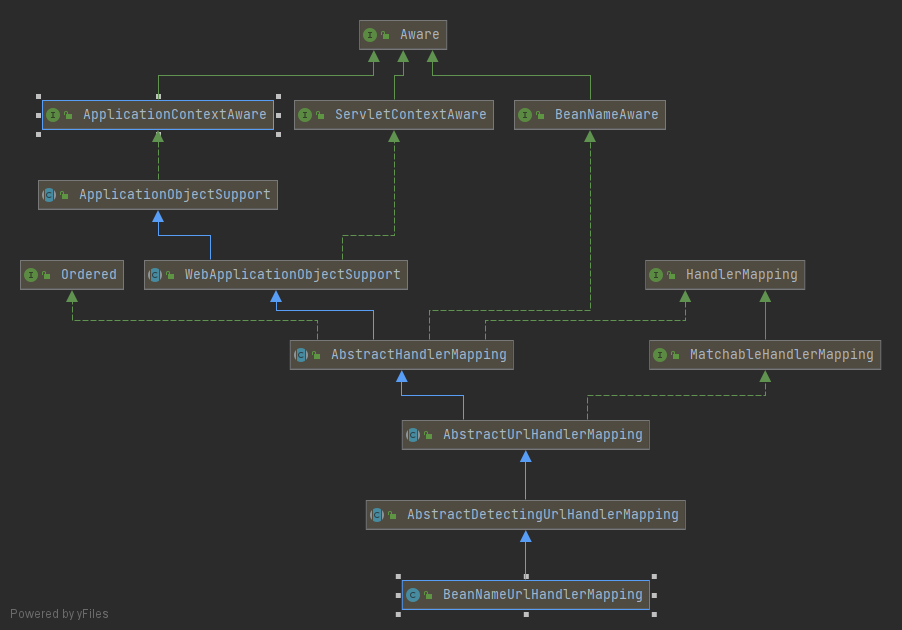 Aware
ApplicationContextAware
ServletContextAware
BeanNameAware
ApplicationObjectSupport
Ordered
WebApplicationObjectSupport
HandlerMapping
AbstractHandlerMapping
MatchableHandlerMapping
AbstractUrlHandlerMapping
AbstractDetectingUrlHandlerMapping
BeanNameUrlHandlerMapping
Powered by yFiles